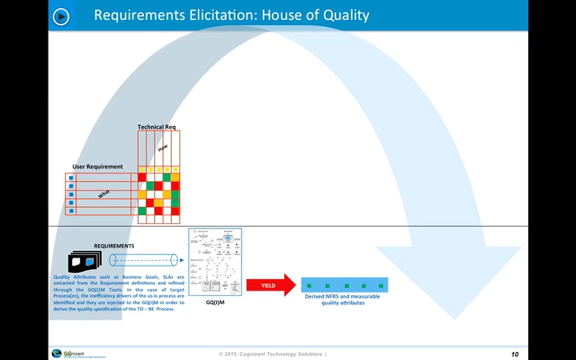 Requirements Elicitation: House of Quality
Technical Req
How
User Requirement
What
REQUIREMENTS
Quality Attributes such as Business Goals, SLAs are
extracted from the Requirement definitions and refined
through the GQ(I)M Tools. In the case of target
Process(es), the inefficiency drivers of the as-is process are
identified and they are injected to the GQ(I)M in order to
derive the quality specification of the TO – BE Process.
GQ(I)M
YIELD
Derived NFRS and measurable
quality attributes
Cognizant
© 2015, Cognizant Technology Solutions. |
10